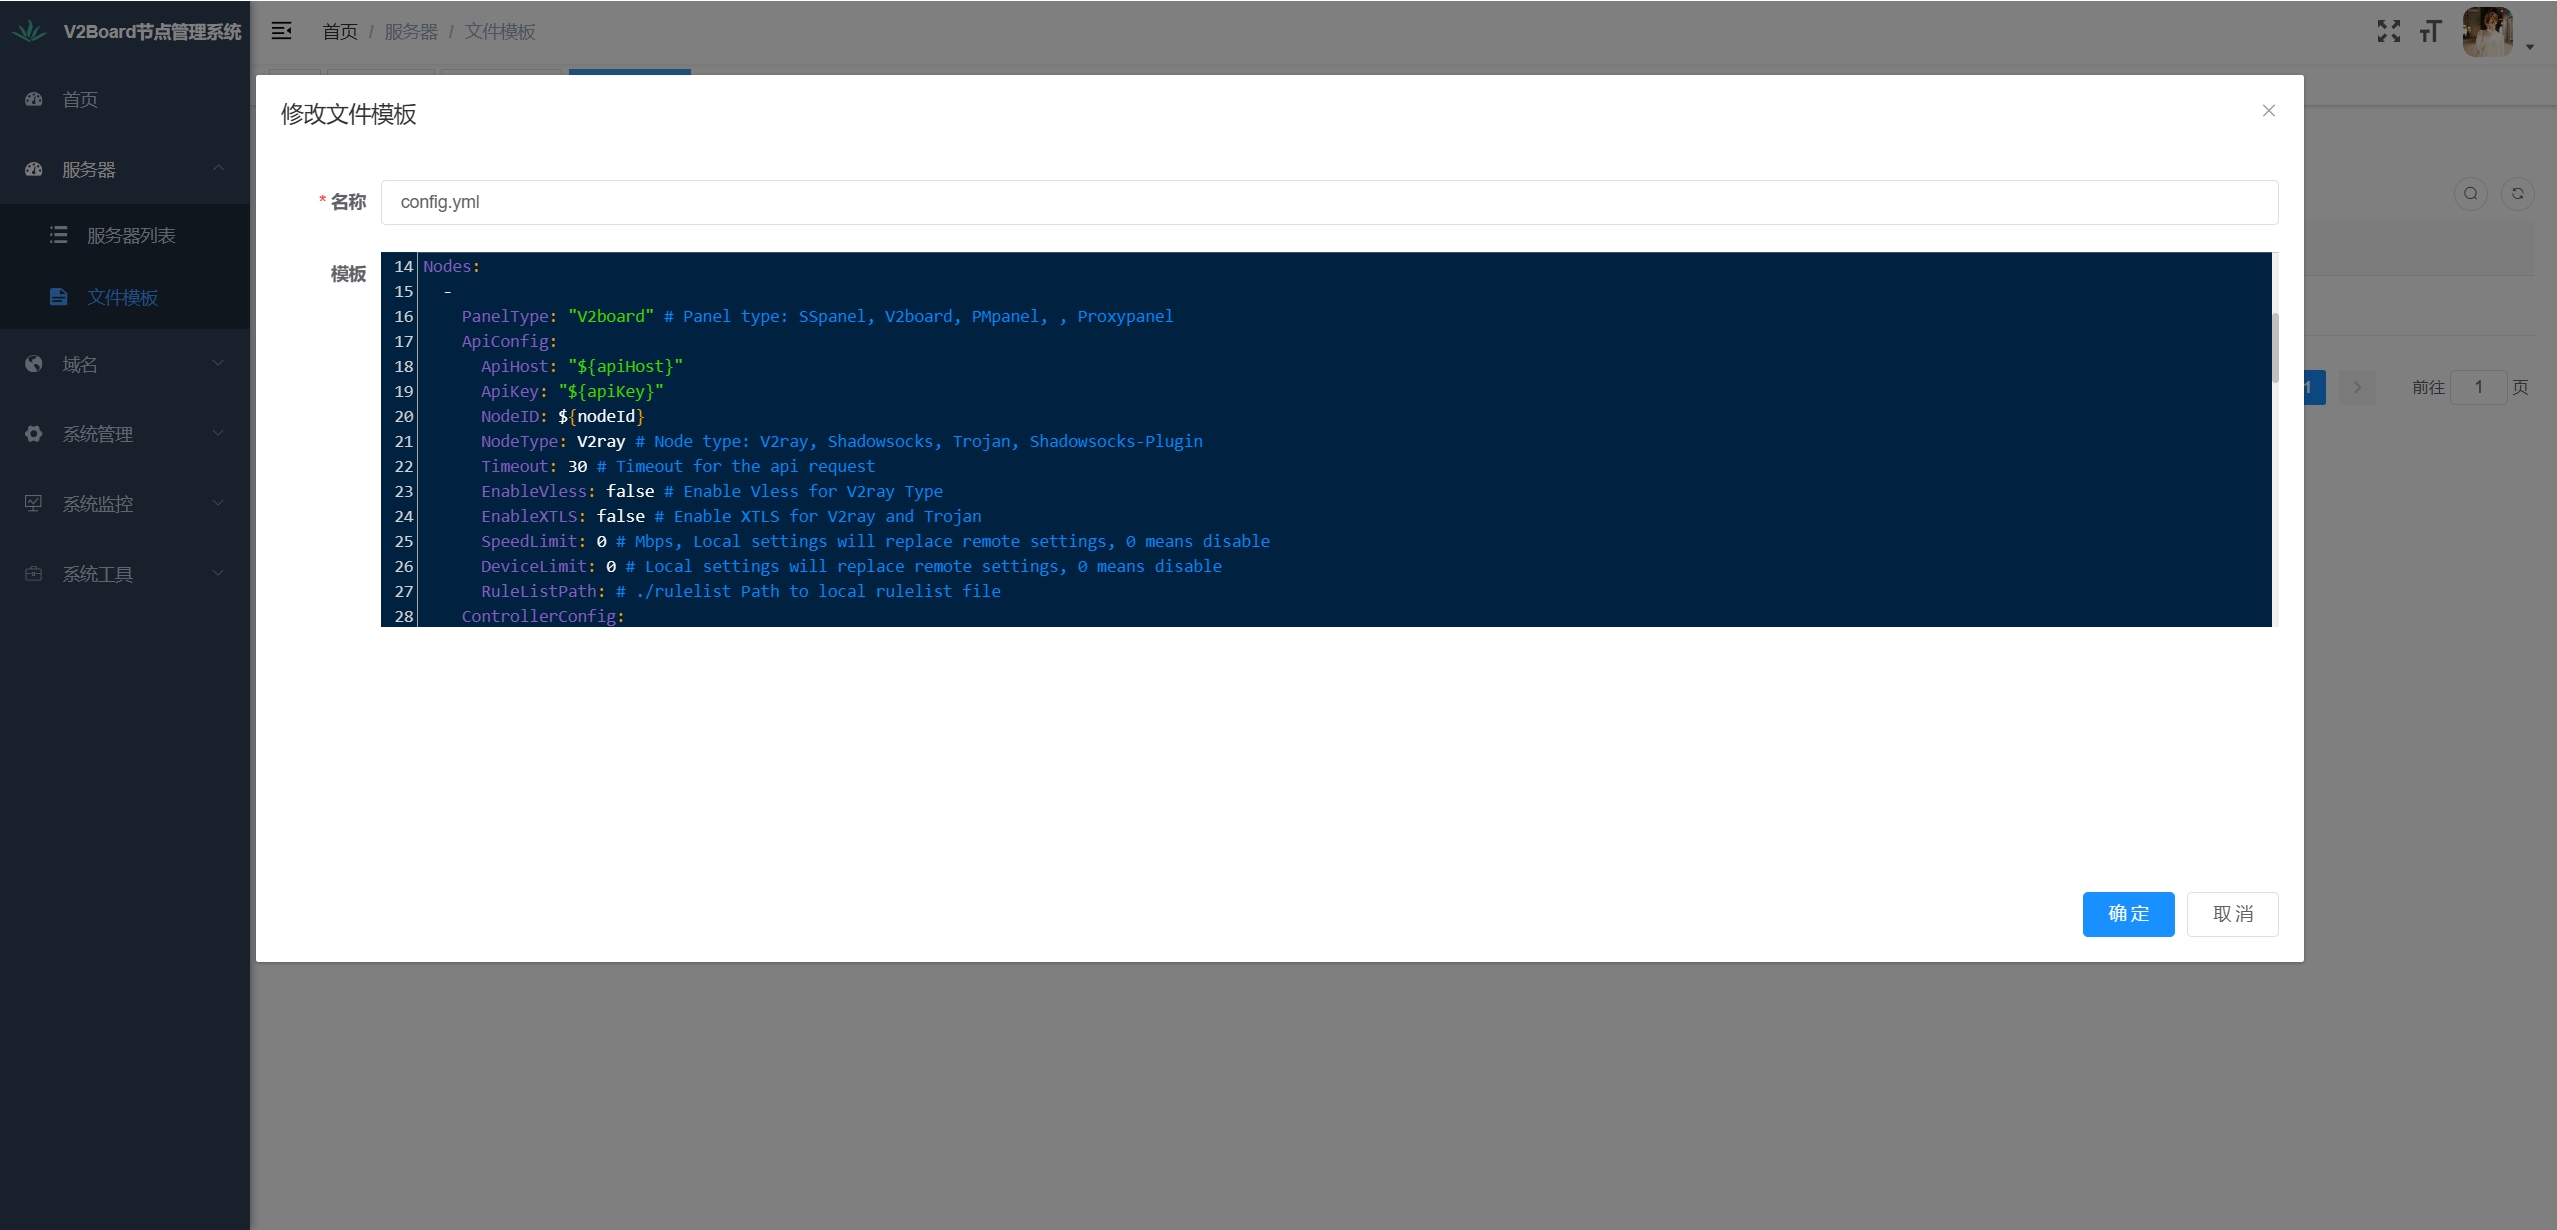 V2Board节点管理系统
首页 / 服务器 / 文件模板
首页
服务器
服务器列表
文件模板
域名
系统管理
系统监控
系统工具
修改文件模板
* 名称 config.yml
模板
14 Nodes:
15 -
16 PanelType: "V2board" # Panel type: SSpanel, V2board, PMpanel, , Proxypanel
17 ApiConfig:
18 ApiHost: "${apiHost}"
19 ApiKey: "${apiKey}"
20 NodeID: ${nodeId}
21 NodeType: V2ray # Node type: V2ray, Shadowsocks, Trojan, Shadowsocks-Plugin
22 Timeout: 30 # Timeout for the api request
23 EnableVless: false # Enable Vless for V2ray Type
24 EnableXTLS: false # Enable XTLS for V2ray and Trojan
25 SpeedLimit: 0 # Mbps, Local settings will replace remote settings, 0 means disable
26 DeviceLimit: 0 # Local settings will replace remote settings, 0 means disable
27 RuleListPath: # ./rulelist Path to local rulelist file
28 ControllerConfig:
1 前往 1 页
确定 取消